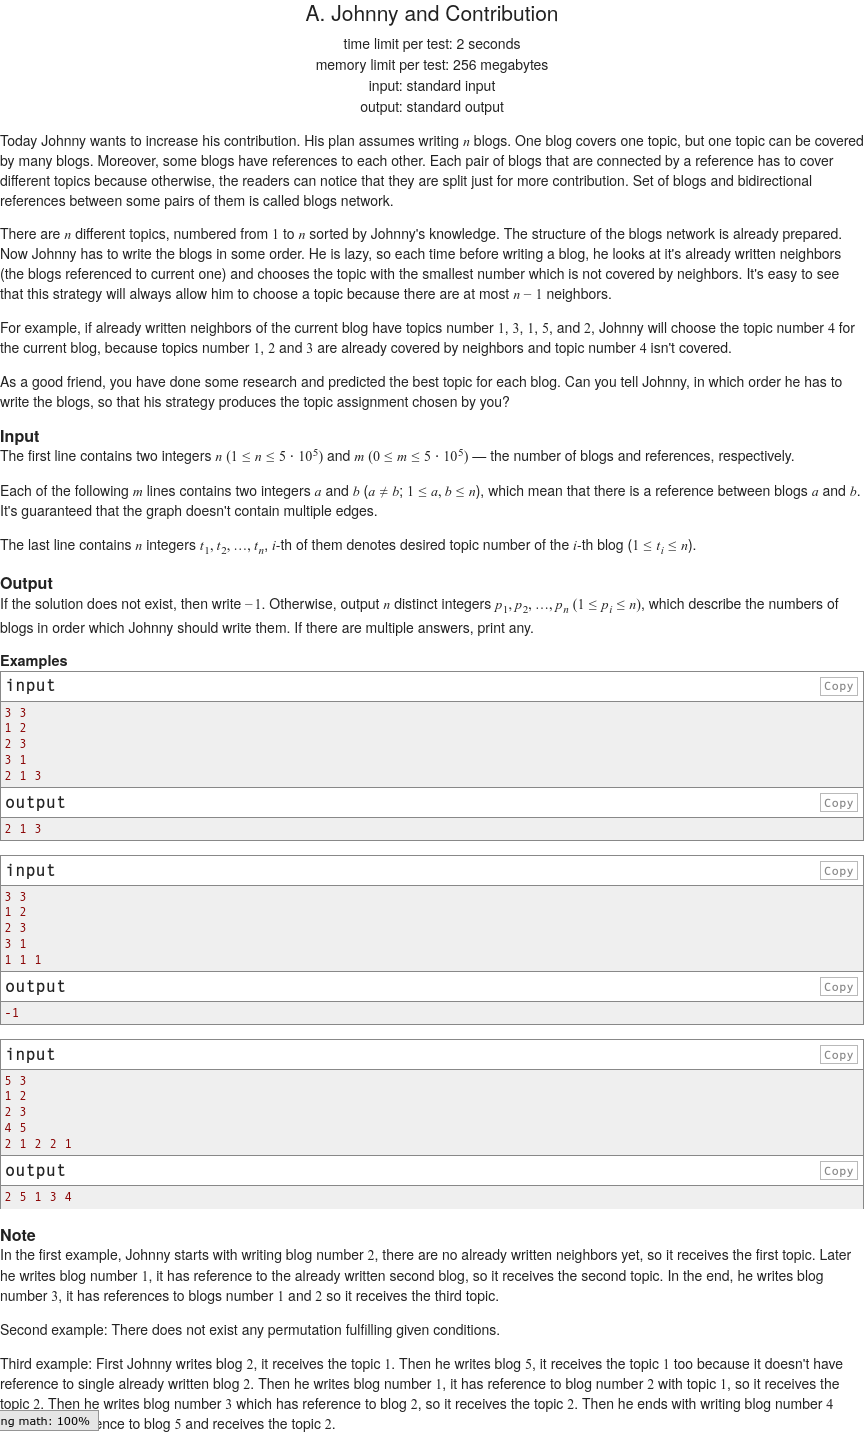 A. Johnny and Contribution
time limit per test: 2 seconds
memory limit per test: 256 megabytes
input: standard input
output: standard output
Today Johnny wants to increase his contribution. His plan assumes writing n blogs. One blog covers one topic, but one topic can be covered
by many blogs. Moreover, some blogs have references to each other. Each pair of blogs that are connected by a reference has to cover
different topics because otherwise, the readers can notice that they are split just for more contribution. Set of blogs and bidirectional
references between some pairs of them is called blogs network.
There are n different topics, numbered from 1 to n sorted by Johnny's knowledge. The structure of the blogs network is already prepared.
Now Johnny has to write the blogs in some order. He is lazy, so each time before writing a blog, he looks at it's already written neighbors
(the blogs referenced to current one) and chooses the topic with the smallest number which is not covered by neighbors. It's easy to see
that this strategy will always allow him to choose a topic because there are at most n − 1 neighbors.
For example, if already written neighbors of the current blog have topics number 1, 3, 1, 5, and 2, Johnny will choose the topic number 4 for
the current blog, because topics number 1, 2 and 3 are already covered by neighbors and topic number 4 isn't covered.
As a good friend, you have done some research and predicted the best topic for each blog. Can you tell Johnny, in which order he has to
write the blogs, so that his strategy produces the topic assignment chosen by you?
Input
The first line contains two integers n (1 ≤ n ≤ 5 · 10⁵) and m (0 ≤ m ≤ 5 · 10⁵) — the number of blogs and references, respectively.
Each of the following m lines contains two integers a and b (a ≠ b; 1 ≤ a, b ≤ n), which mean that there is a reference between blogs a and b.
It's guaranteed that the graph doesn't contain multiple edges.
The last line contains n integers t₁, t₂, …, tₙ, i-th of them denotes desired topic number of the i-th blog (1 ≤ tᵢ ≤ n).
Output
If the solution does not exist, then write −1. Otherwise, output n distinct integers p₁, p₂, …, pₙ (1 ≤ pᵢ ≤ n), which describe the numbers of
blogs in order which Johnny should write them. If there are multiple answers, print any.
Examples
input Copy
3 3
1 2
2 3
3 1
2 1 3
output Copy
2 1 3
input Copy
3 3
1 2
2 3
3 1
1 1 1
output Copy
-1
input Copy
5 3
1 2
2 3
4 5
2 1 2 2 1
output Copy
2 5 1 3 4
Note
In the first example, Johnny starts with writing blog number 2, there are no already written neighbors yet, so it receives the first topic. Later
he writes blog number 1, it has reference to the already written second blog, so it receives the second topic. In the end, he writes blog
number 3, it has references to blogs number 1 and 2 so it receives the third topic.
Second example: There does not exist any permutation fulfilling given conditions.
Third example: First Johnny writes blog 2, it receives the topic 1. Then he writes blog 5, it receives the topic 1 too because it doesn't have
reference to single already written blog 2. Then he writes blog number 1, it has reference to blog number 2 with topic 1, so it receives the
topic 2. Then he writes blog number 3 which has reference to blog 2, so it receives the topic 2. Then he ends with writing blog number 4
ng math: 100% ence to blog 5 and receives the topic 2.